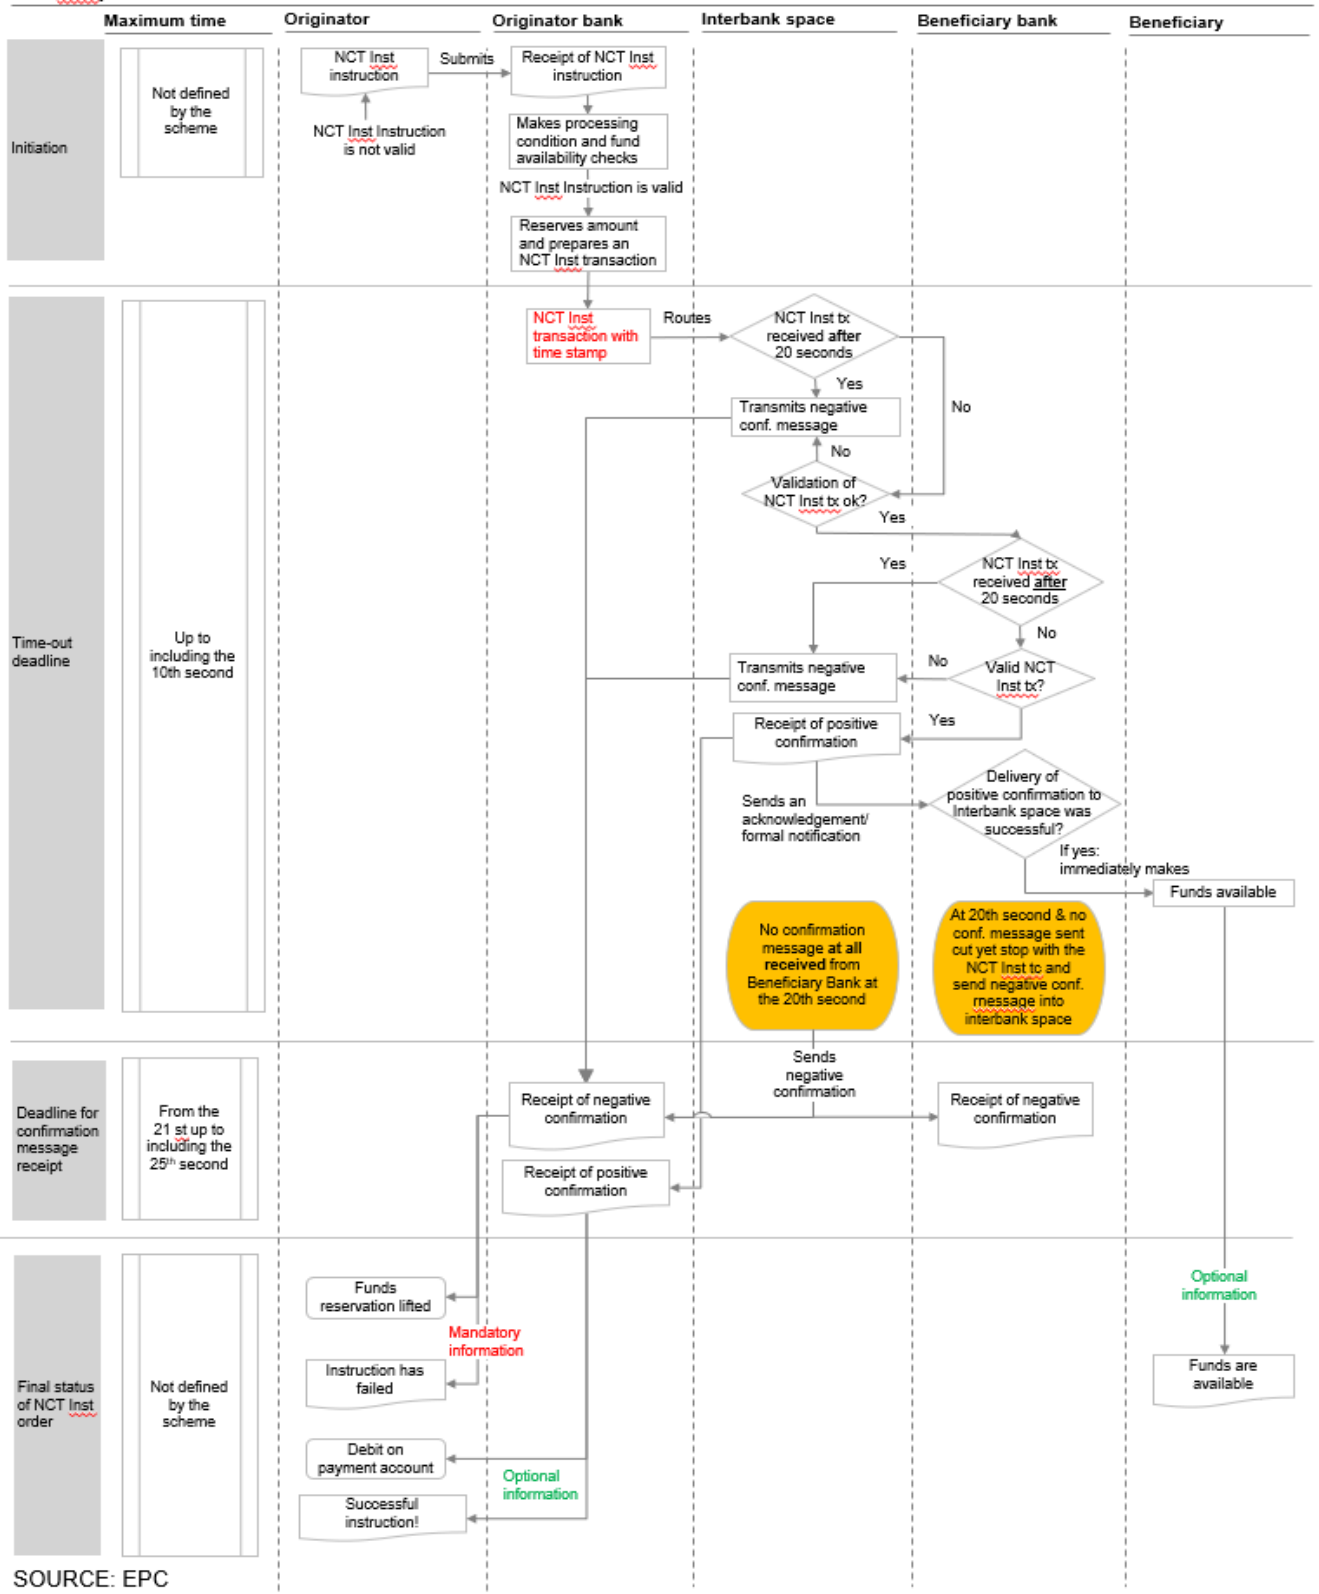 Maximum time
Originator
Originator bank
Interbank space
Beneficiary bank
Beneficiary
Initiation
Not defined
by the
scheme
NCT Inst
instruction
Submits
Receipt of NCT Inst
instruction
NCT Inst Instruction
is not valid
Makes processing
condition and fund
availability checks
NCT Inst Instruction is valid
Reserves amount
and prepares an
NCT Inst transaction
Time-out
deadline
Up to
including the
10th second
NCT Inst
transaction with
time stamp
Routes
NCT Inst tx
received after
20 seconds
Yes
No
Transmits negative
conf. message
No
Validation of
NCT Inst tx ok?
Yes
NCT Inst tx
received after
20 seconds
Yes
No
Valid NCT
Inst tx?
No
Transmits negative
conf. message
Yes
Receipt of positive
confirmation
Sends an
acknowledgement/
formal notification
Delivery of
positive confirmation to
Interbank space was
successful?
If yes:
immediately makes
Funds available
No confirmation
message at all
received from
Beneficiary Bank at
the 20th second
At 20th second & no
conf. message sent
cut yet stop with the
NCT Inst tc and
send negative conf.
message into
interbank space
Deadline for
confirmation
message
receipt
From the
21 st up to
including the
25th second
Sends
negative
confirmation
Receipt of negative
confirmation
Receipt of negative
confirmation
Receipt of positive
confirmation
Final status
of NCT Inst
order
Not defined
by the
scheme
Funds
reservation lifted
Mandatory
information
Instruction has
failed
Debit on
payment account
Optional
information
Successful
instruction!
Optional
information
Funds are
available
SOURCE: EPC